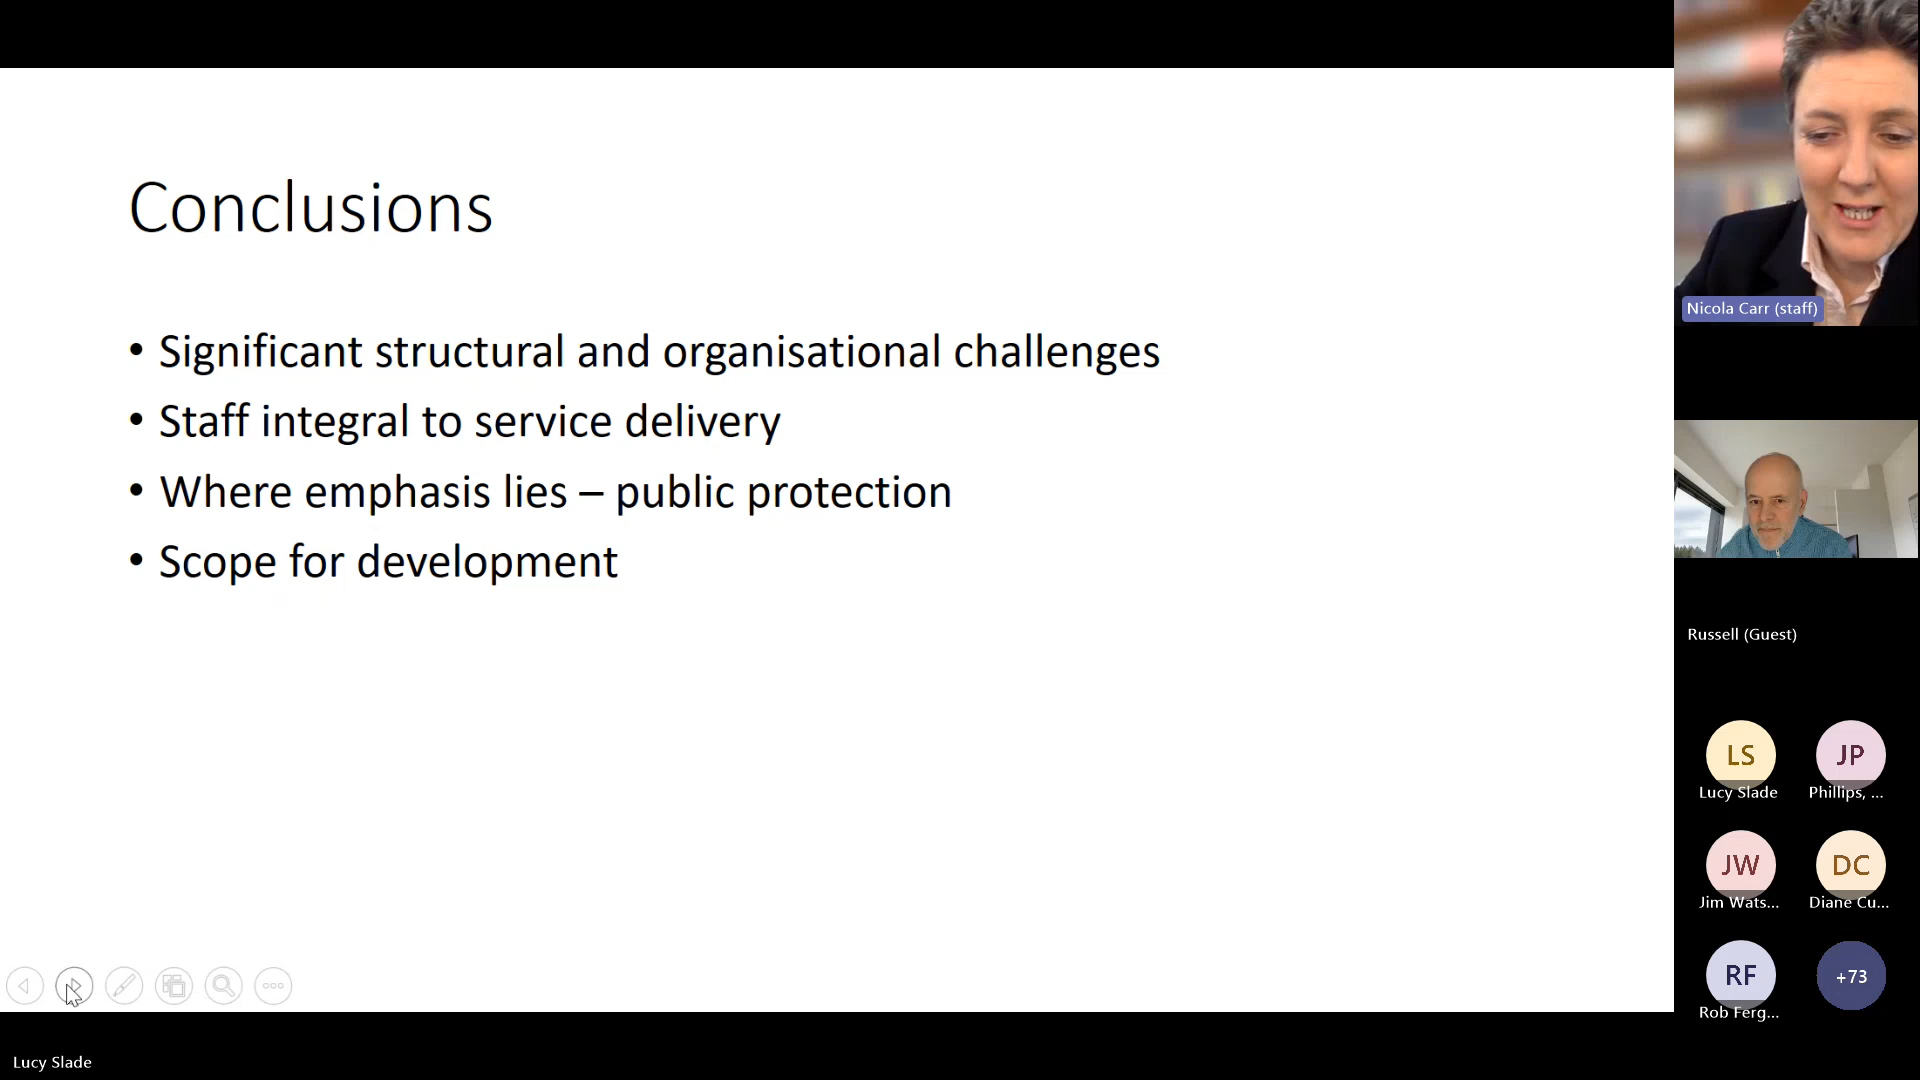 Conclusions
• Significant structural and organisational challenges
• Staff integral to service delivery
• Where emphasis lies – public protection
• Scope for development
Lucy Slade
Nicola Carr (staff)
Russell (Guest)
LS
Lucy Slade
JP
Phillips, ...
JW
Jim Wats...
DC
Diane Cu...
RF
Rob Ferg...
+73